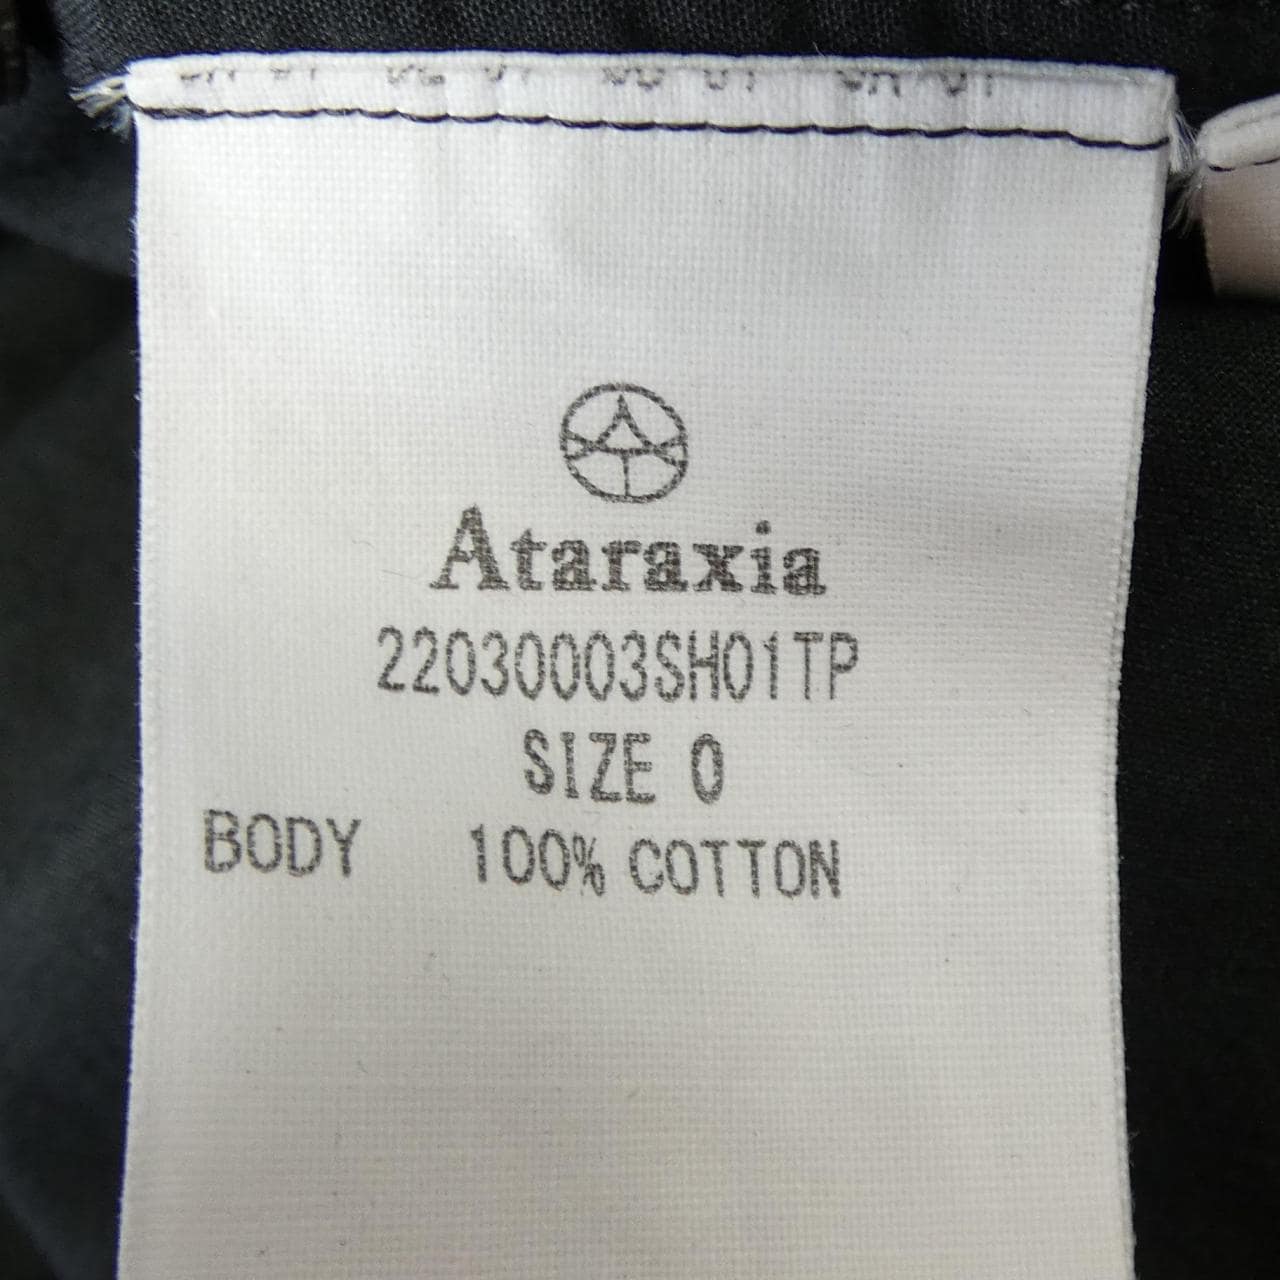 Ataraxia
22030003SH01TP
SIZE 0
BODY 100% COTTON